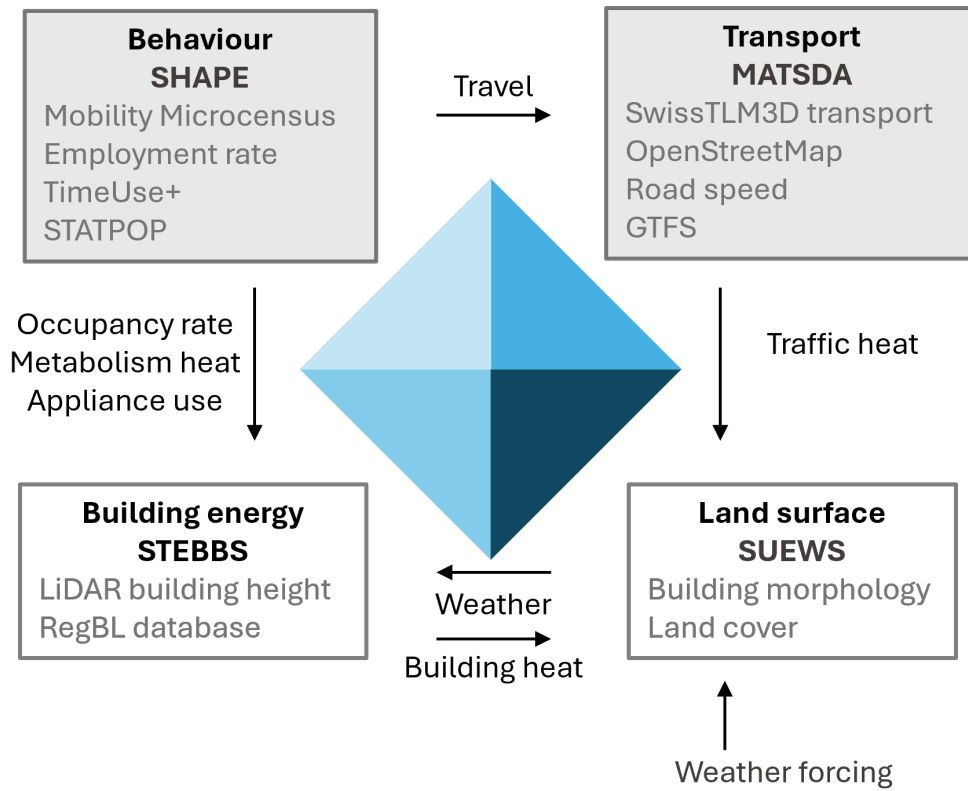 Behaviour
SHAPE
Mobility Microcensus
Employment rate
TimeUse+
STATPOP
Travel
Transport
MATSDA
SwissTLM3D transport
OpenStreetMap
Road speed
GTFS
Occupancy rate
Metabolism heat
Appliance use
Traffic heat
Building energy
STEBBS
LiDAR building height
RegBL database
Weather
Building heat
Land surface
SUEWS
Building morphology
Land cover
Weather forcing